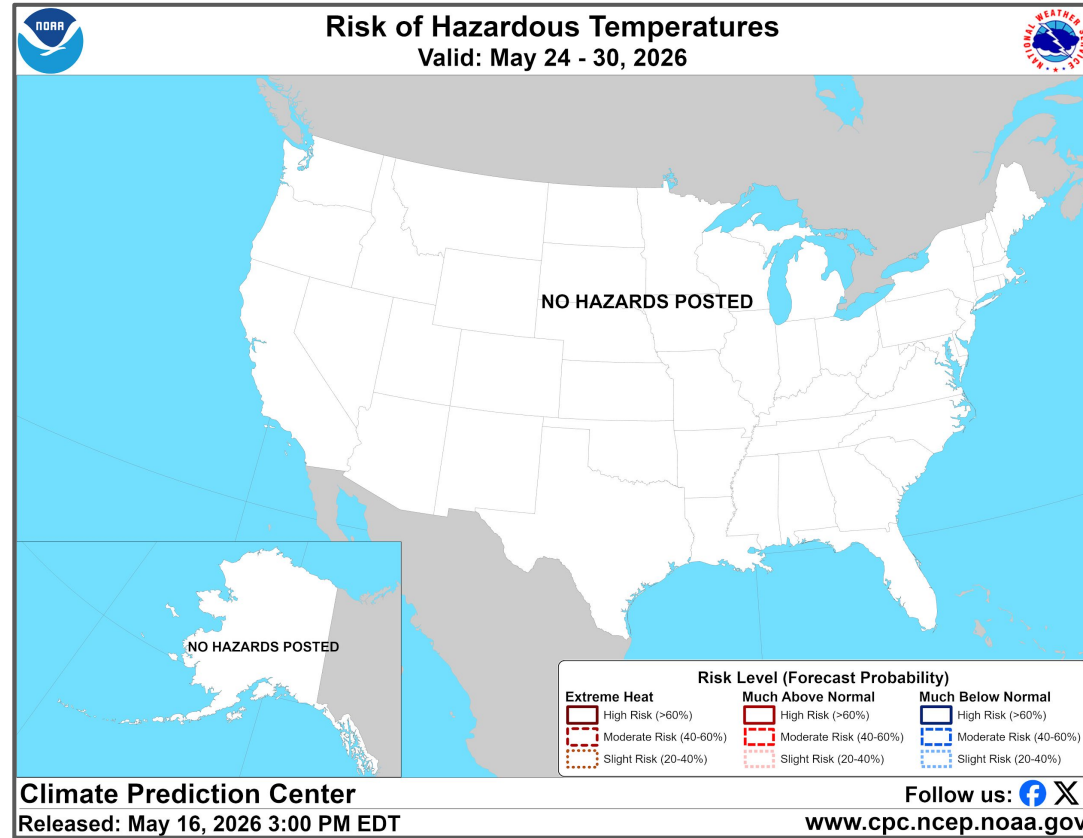 NOAA
Risk of Hazardous Temperatures
Valid: May 24 - 30, 2026
NATIONAL WEATHER SERVICE
NO HAZARDS POSTED
NO HAZARDS POSTED
Risk Level (Forecast Probability)
Extreme Heat Much Above Normal Much Below Normal
High Risk (>60%) High Risk (>60%) High Risk (>60%)
Moderate Risk (40-60%) Moderate Risk (40-60%) Moderate Risk (40-60%)
Slight Risk (20-40%) Slight Risk (20-40%) Slight Risk (20-40%)
Climate Prediction Center
Follow us:
Released: May 16, 2026 3:00 PM EDT
www.cpc.ncep.noaa.gov